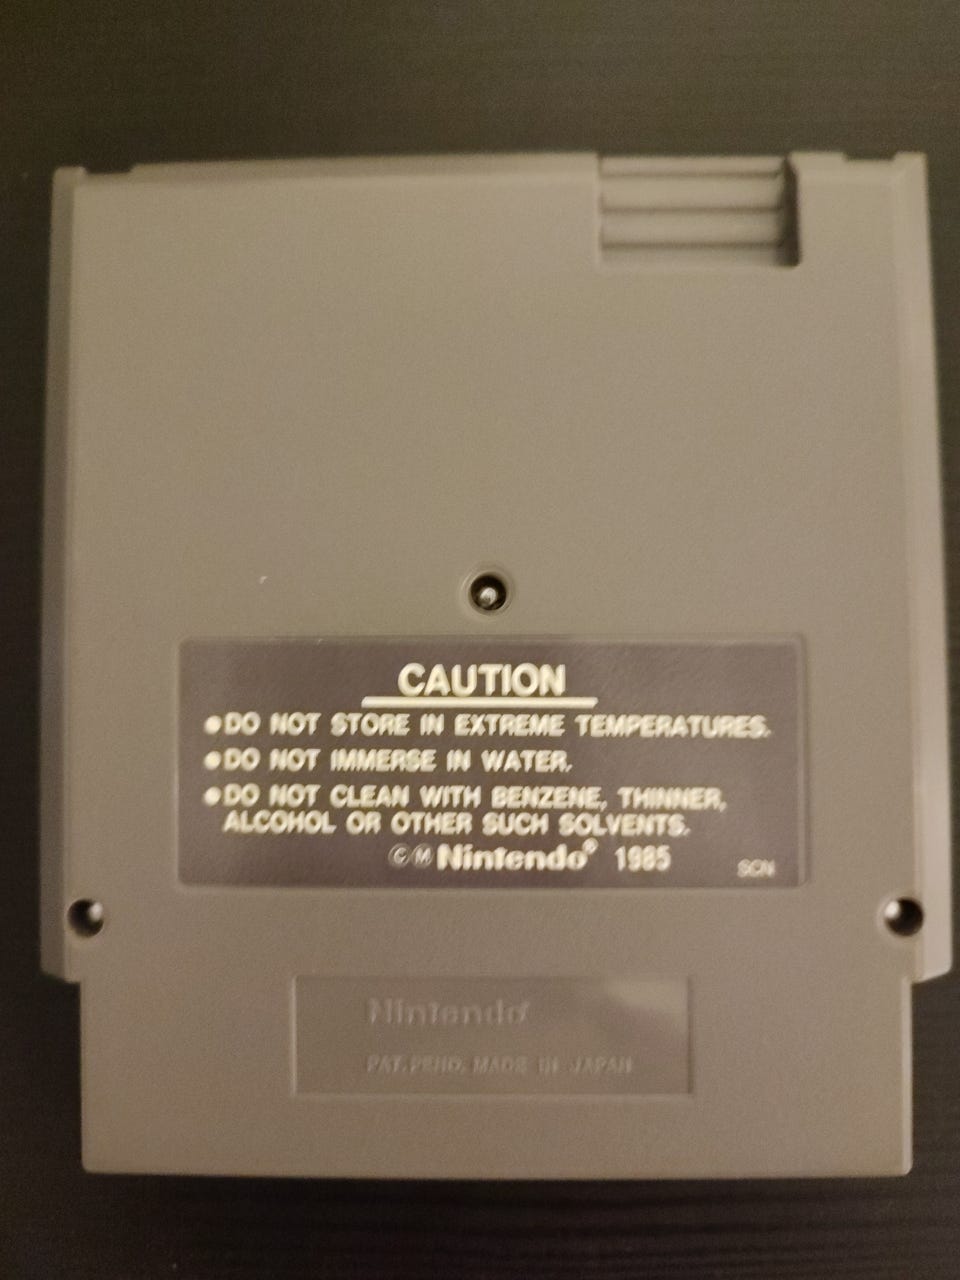 CAUTION
●DO NOT STORE IN EXTREME TEMPERATURES.
●DO NOT IMMERSE IN WATER.
●DO NOT CLEAN WITH BENZENE, THINNER,
ALCOHOL OR OTHER SUCH SOLVENTS.
ⒸⓂNintendo® 1985
SCN
Nintendo®
PAT. PEND. MADE IN JAPAN